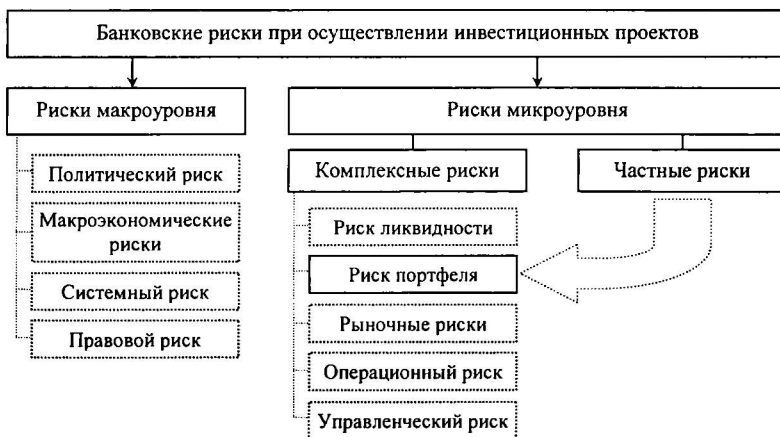 Банковские риски при осуществлении инвестиционных проектов
Риски макроуровня
Политический риск
Макроэкономические
риски
Системный риск
Правовой риск
Риски микроуровня
Комплексные риски
Риск ликвидности
Риск портфеля
Рыночные риски
Операционный риск
Управленческий риск
Частные риски